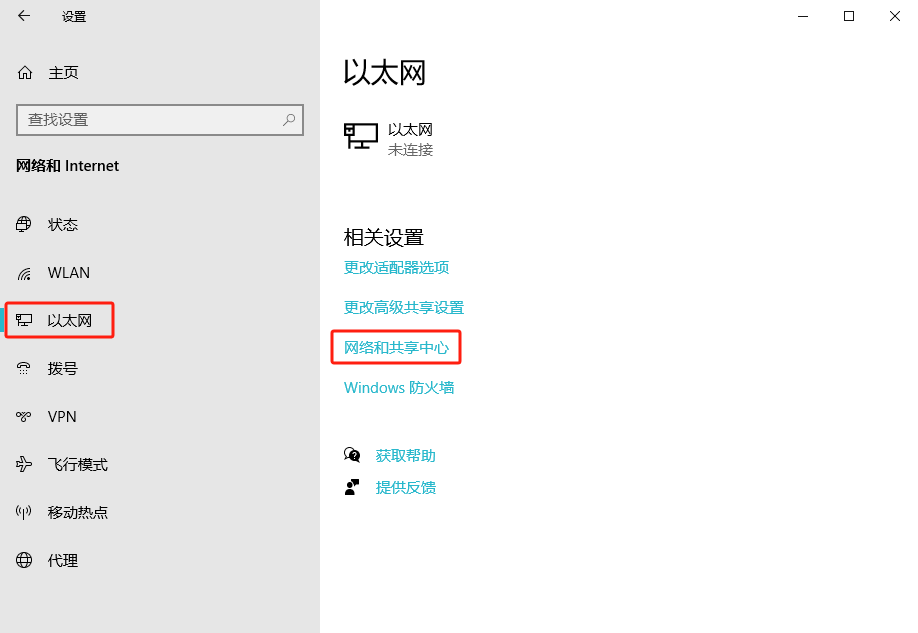 设置
主页
查找设置
网络和 Internet
状态
WLAN
以太网
拨号
VPN
飞行模式
移动热点
代理
以太网
以太网
未连接
相关设置
更改适配器选项
更改高级共享设置
网络和共享中心
Windows 防火墙
获取帮助
提供反馈